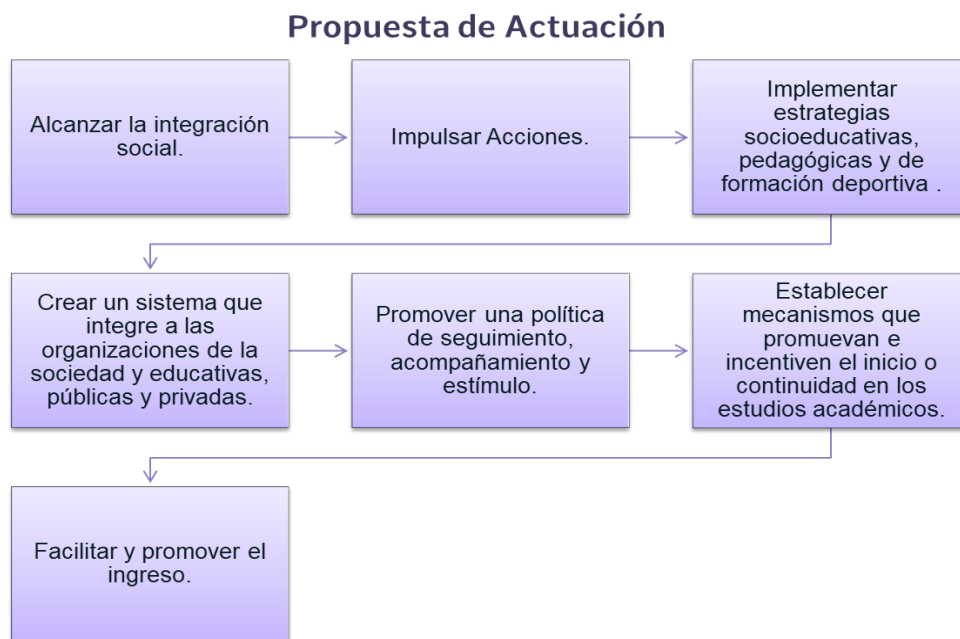 Propuesta de Actuación
Alcanzar la integración
social.
Impulsar Acciones.
Implementar
estrategias
socioeducativas,
pedagógicas y de
formación deportiva .
Crear un sistema que
integre a las
organizaciones de la
sociedad y educativas,
públicas y privadas.
Promover una política
de seguimiento,
acompañamiento y
estímulo.
Establecer
mecanismos que
promuevan e
incentiven el inicio o
continuidad en los
estudios académicos.
Facilitar y promover el
ingreso.